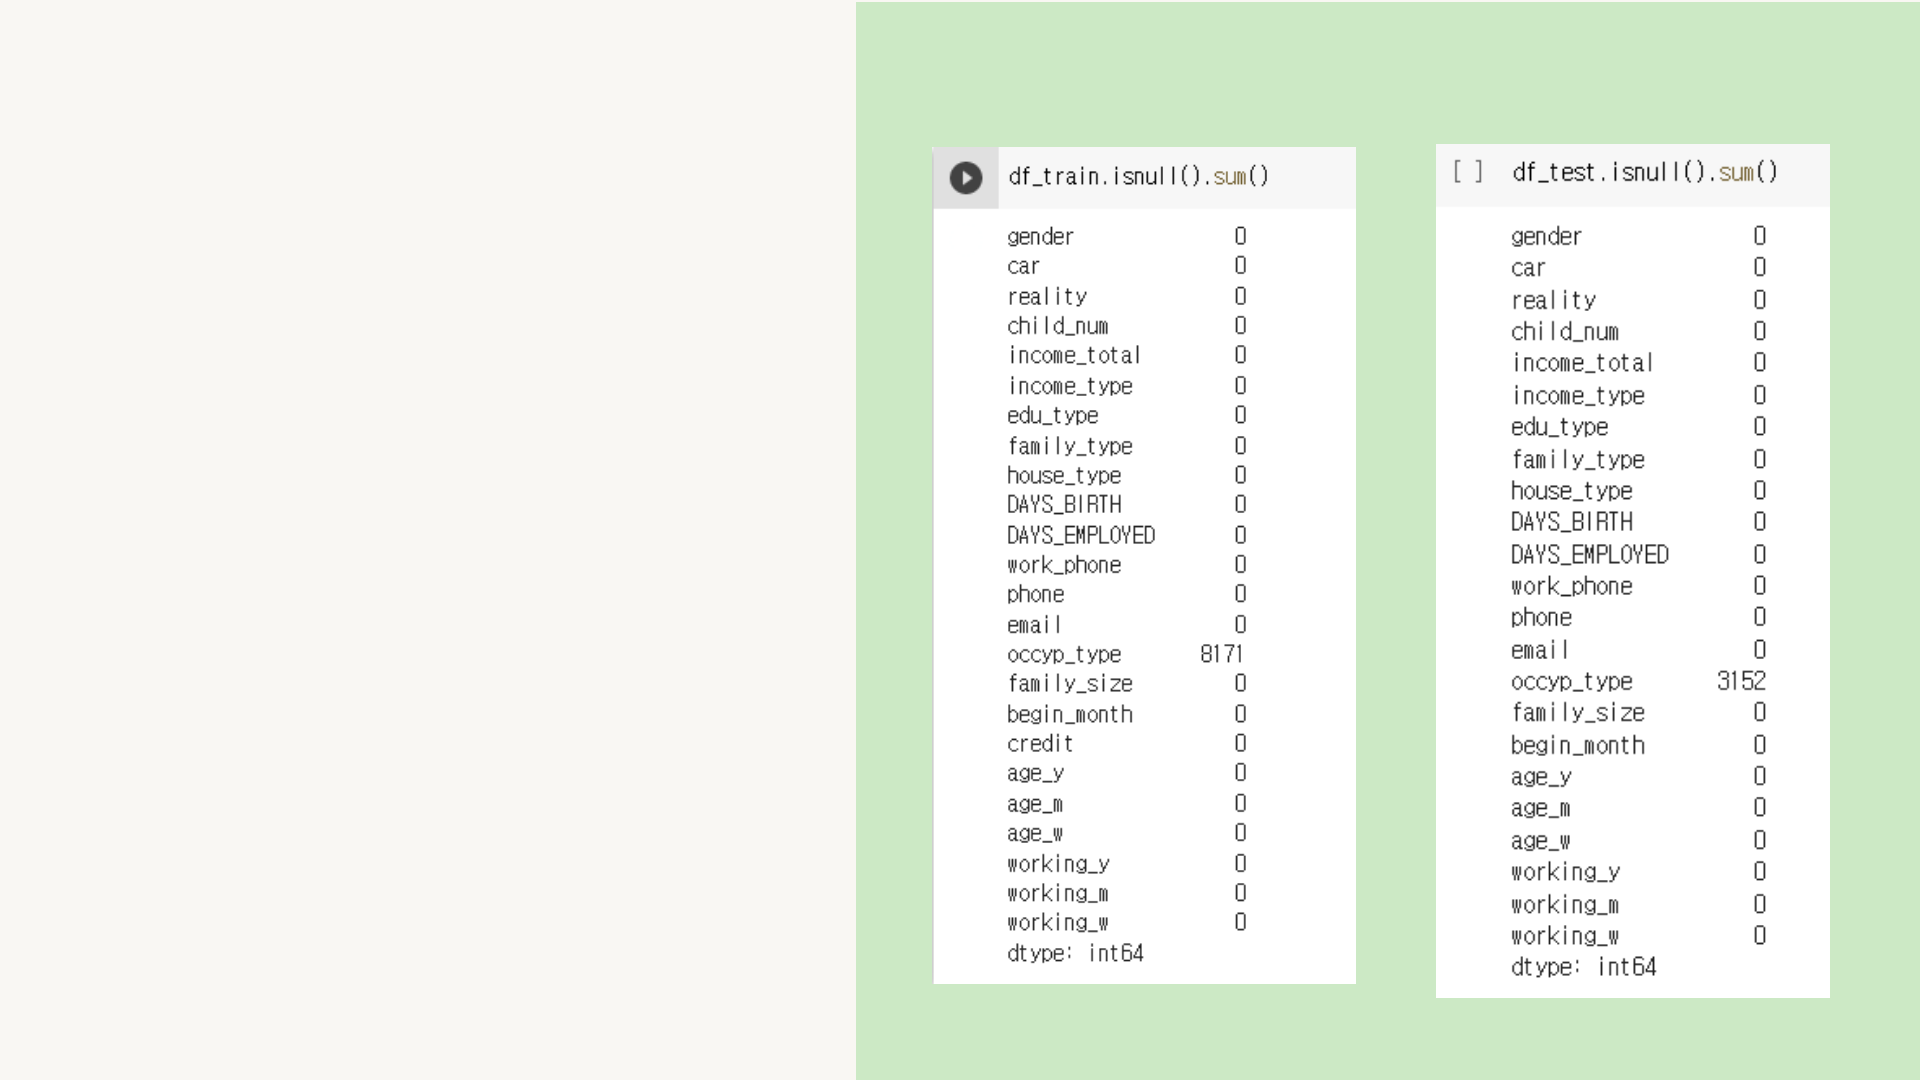 df_train.isnull().sum()
gender 0
car 0
reality 0
child_num 0
income_total 0
income_type 0
edu_type 0
family_type 0
house_type 0
DAYS_BIRTH 0
DAYS_EMPLOYED 0
work_phone 0
phone 0
email 0
occyp_type 8171
family_size 0
begin_month 0
credit 0
age_y 0
age_m 0
age_w 0
working_y 0
working_m 0
working_w 0
dtype: int64
[ ] df_test.isnull().sum()
gender 0
car 0
reality 0
child_num 0
income_total 0
income_type 0
edu_type 0
family_type 0
house_type 0
DAYS_BIRTH 0
DAYS_EMPLOYED 0
work_phone 0
phone 0
email 0
occyp_type 3152
family_size 0
begin_month 0
age_y 0
age_m 0
age_w 0
working_y 0
working_m 0
working_w 0
dtype: int64